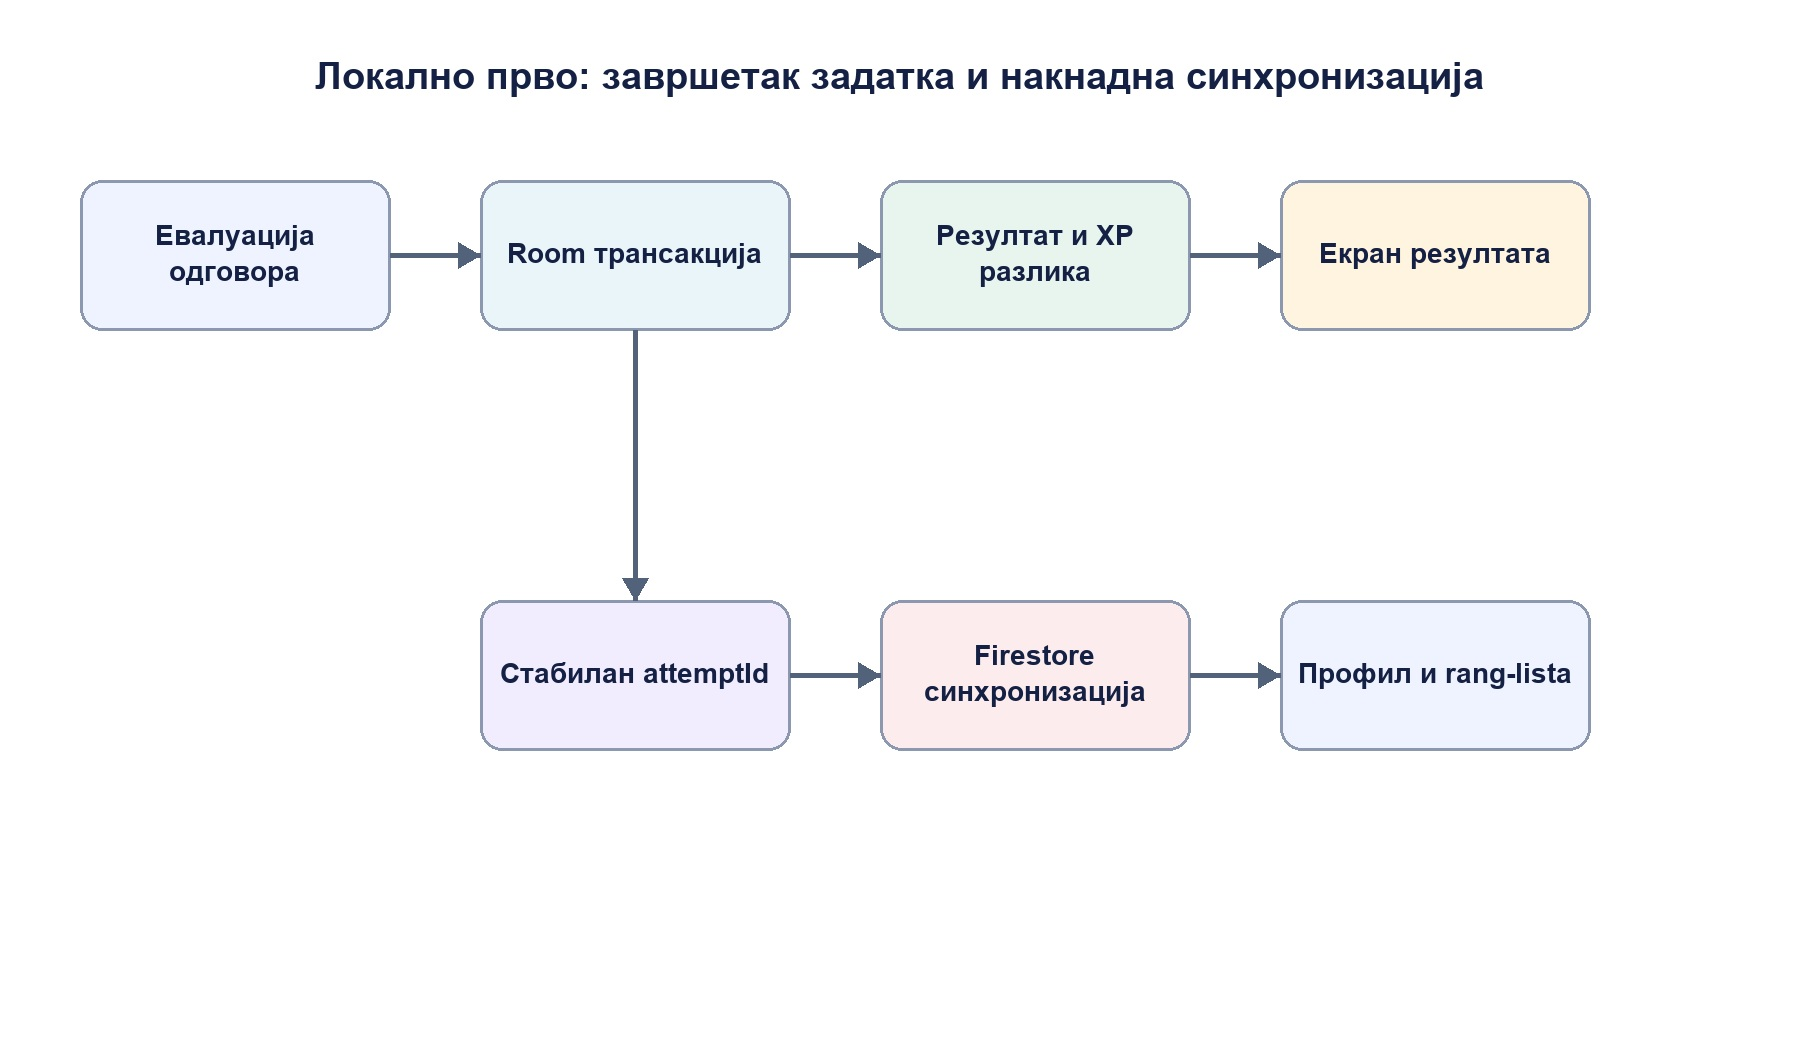 Локално прво: завршетак задатка и накнадна синхронизација
Евалуација
одговора
Room трансакција
Резултат и XP
разлика
Екран резултата
Стабилан attemptId
Firestore
синхронизација
Профил и rang-lista